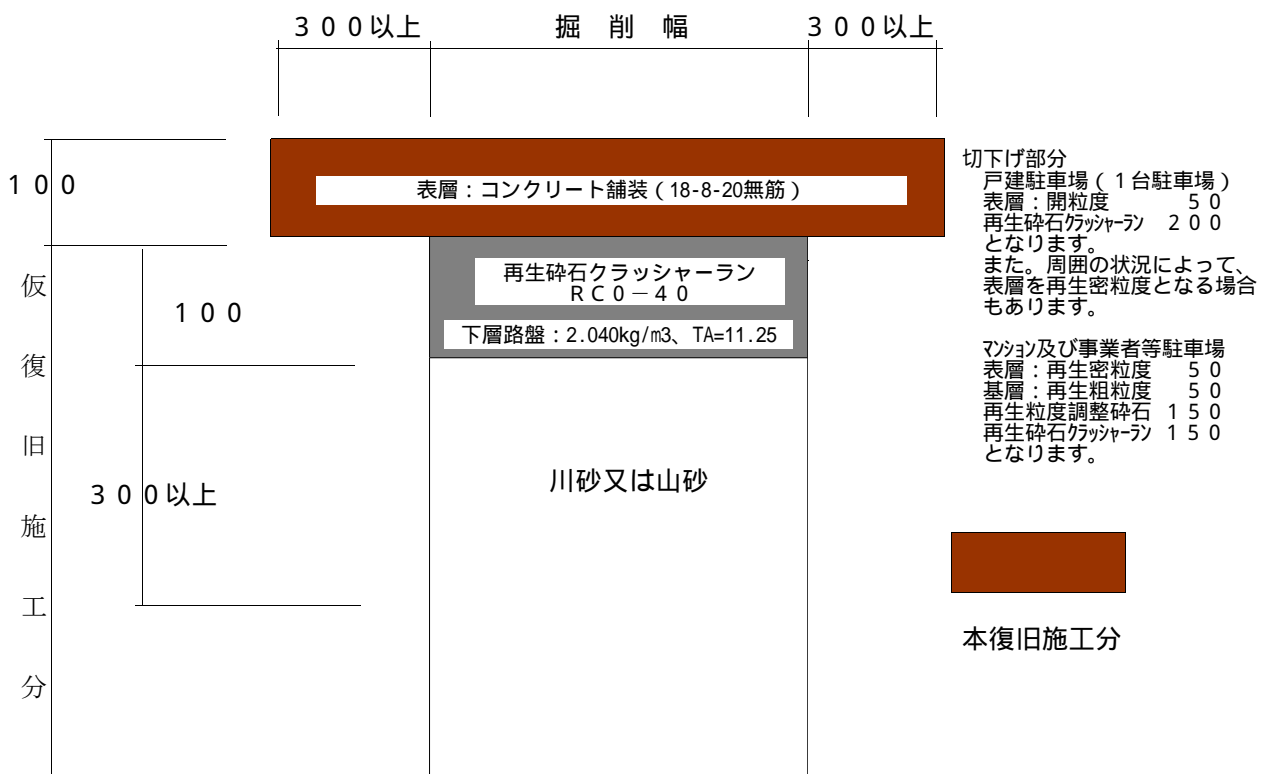 ３００以上
掘 削 幅
３００以上
１００
表層：コンクリート舗装（18-8-20無筋）
再生砕石クラッシャーラン
ＲＣ０－４０
下層路盤：2.040kg/m3、TA=11.25
１００
３００以上
川砂又は山砂
仮復旧施工分
切下げ部分
戸建駐車場（１台駐車場）
表層：開粒度　５０
再生砕石ｸﾗｯｼｬｰﾗﾝ　２００
となります。
また。周囲の状況によって、
表層を再生密粒度となる場合
もあります。
ﾏﾝｼｮﾝ及び事業者等駐車場
表層：再生密粒度　５０
基層：再生粗粒度　５０
再生粒度調整砕石　１５０
再生砕石ｸﾗｯｼｬｰﾗﾝ　１５０
となります。
本復旧施工分